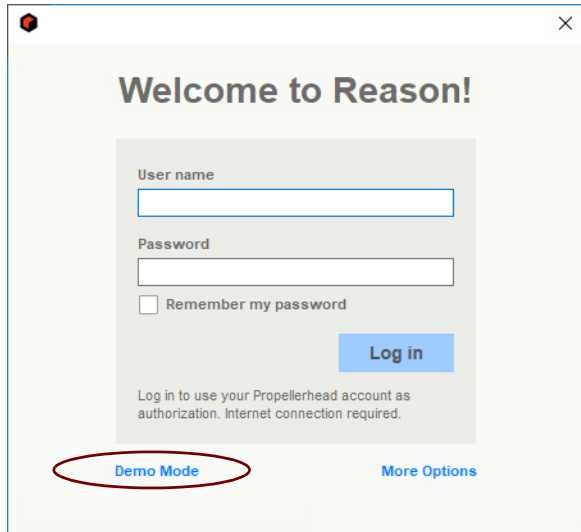 Welcome to Reason!
User name
Password
Remember my password
Log in
Log in to use your Propellerhead account as
authorization. Internet connection required.
Demo Mode
More Options